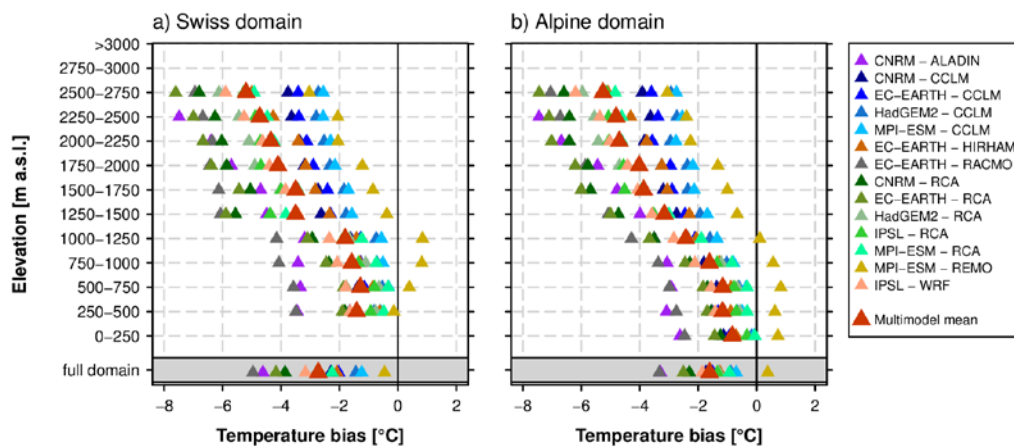 a) Swiss domain
b) Alpine domain
Elevation [m a.s.l.]
>3000
2750−3000
2500−2750
2250−2500
2000−2250
1750−2000
1500−1750
1250−1500
1000−1250
750−1000
500−750
250−500
0−250
full domain
−8 −6 −4 −2 0 2
−8 −6 −4 −2 0 2
Temperature bias [°C]
Temperature bias [°C]
CNRM − ALADIN
CNRM − CCLM
EC−EARTH − CCLM
HadGEM2 − CCLM
MPI−ESM − CCLM
EC−EARTH − HIRHAM
EC−EARTH − RACMO
CNRM − RCA
EC−EARTH − RCA
HadGEM2 − RCA
IPSL − RCA
MPI−ESM − RCA
MPI−ESM − REMO
IPSL − WRF
Multimodel mean